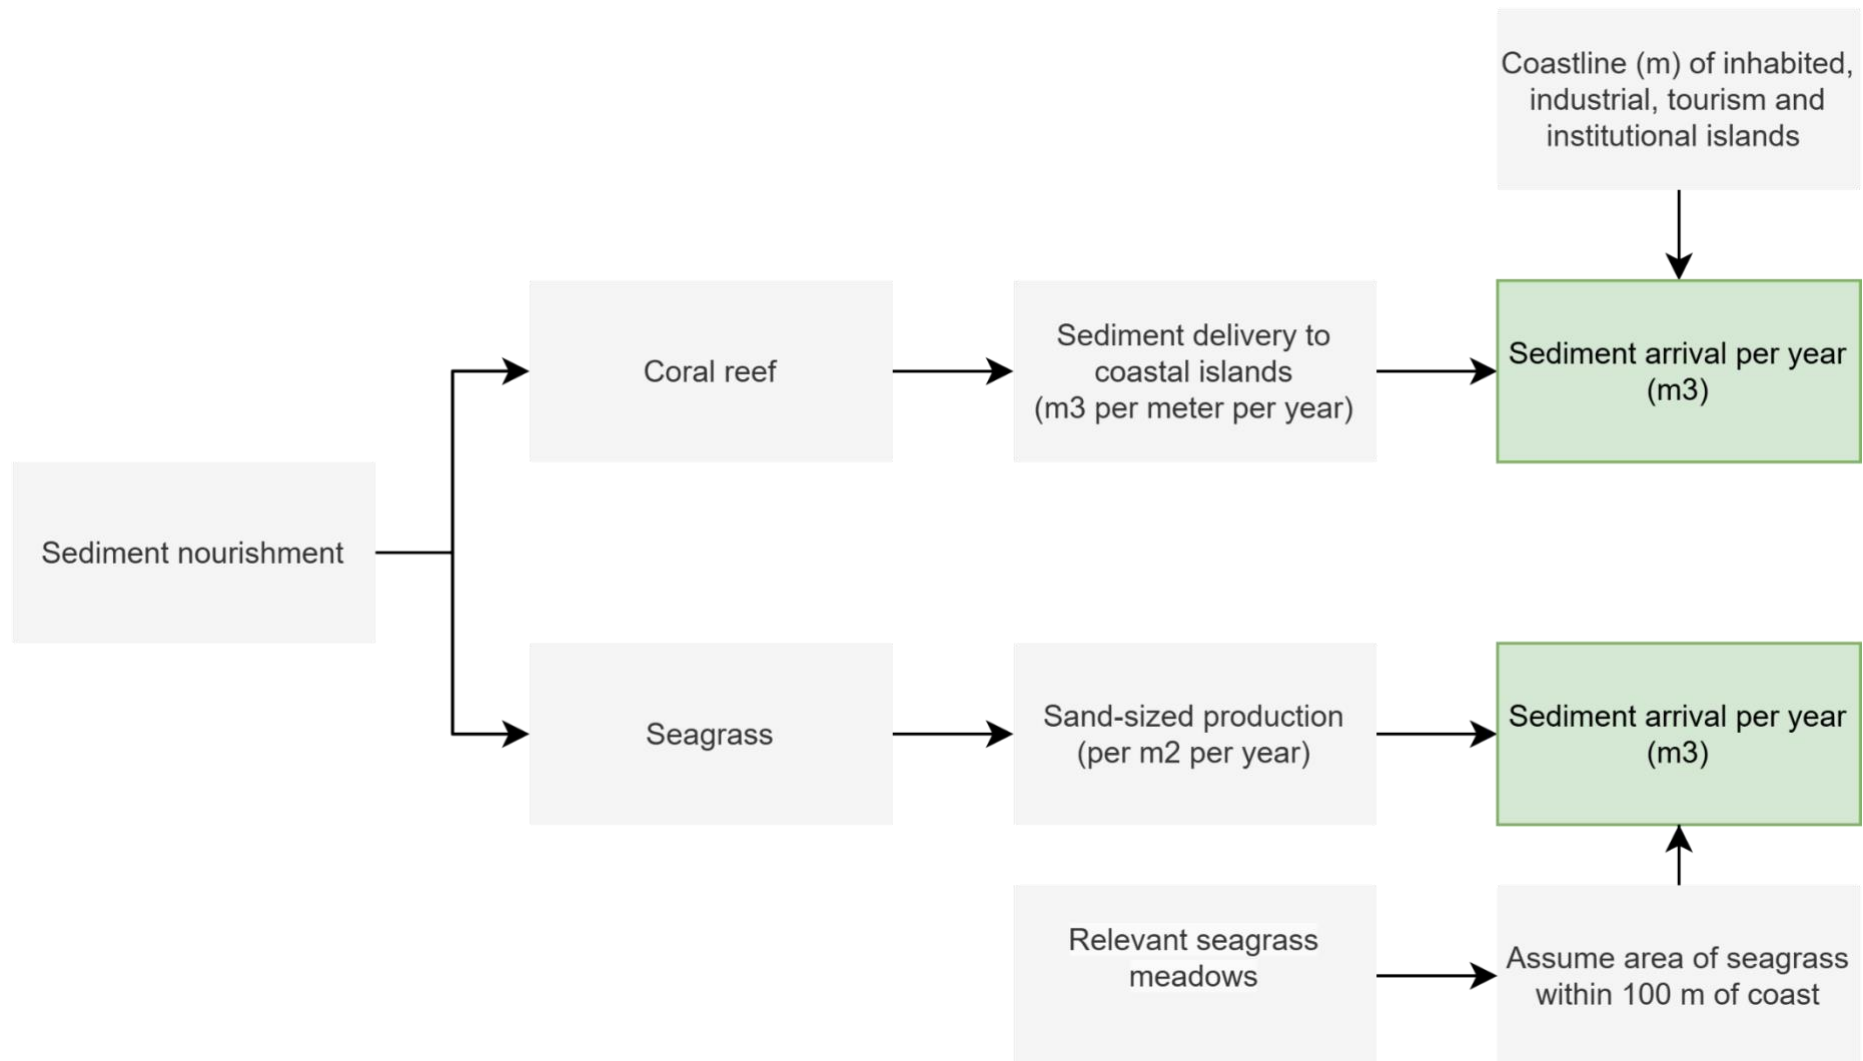 Coastline (m) of inhabited,
industrial, tourism and
institutional islands
Coral reef
Sediment delivery to
coastal islands
(m3 per meter per year)
Sediment arrival per year
(m3)
Sediment nourishment
Seagrass
Sand-sized production
(per m2 per year)
Sediment arrival per year
(m3)
Relevant seagrass
meadows
Assume area of seagrass
within 100 m of coast